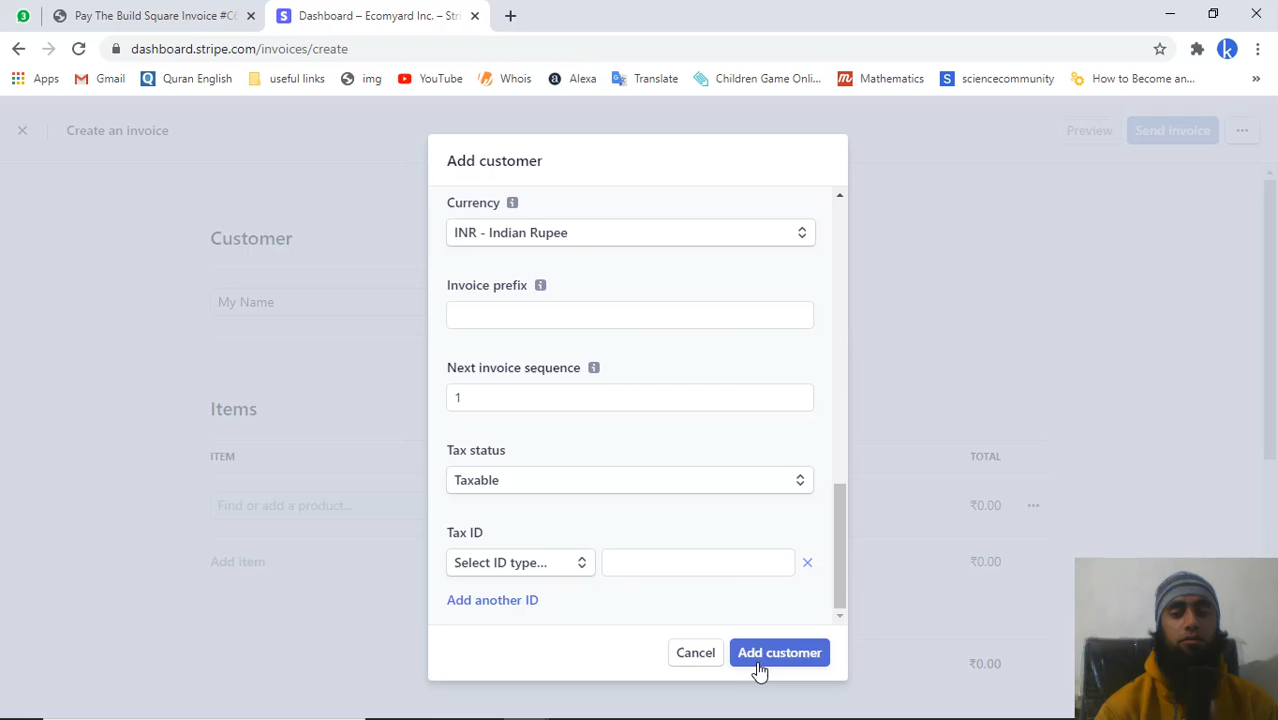 3
Pay The Build Square Invoice #C6
Dashboard – Ecomyard Inc. – Stri
dashboard.stripe.com/invoices/create
k
Apps
Gmail
Quran English
useful links
img
YouTube
Whois
Alexa
Translate
Children Game Onli...
Mathematics
sciencecommunity
How to Become an...
Create an invoice
Preview
Send invoice
Add customer
Currency
INR - Indian Rupee
Customer
Invoice prefix
My Name
Next invoice sequence
1
Items
Tax status
ITEM
TOTAL
Taxable
Find or add a product...
₹0.00
Tax ID
Select ID type...
Add item
₹0.00
Add another ID
Cancel
Add customer
₹0.00